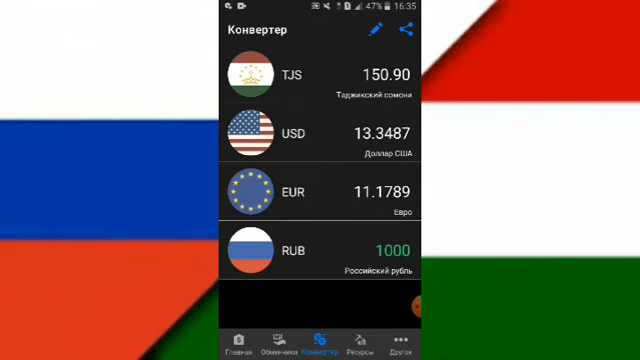 47% 16:35
Конвертер
TJS 150.90
Таджикский сомони
USD 13.3487
Доллар США
EUR 11.1789
Евро
RUB 1000
Российский рубль
Главная Обменники Конвертер Ресурсы Другое